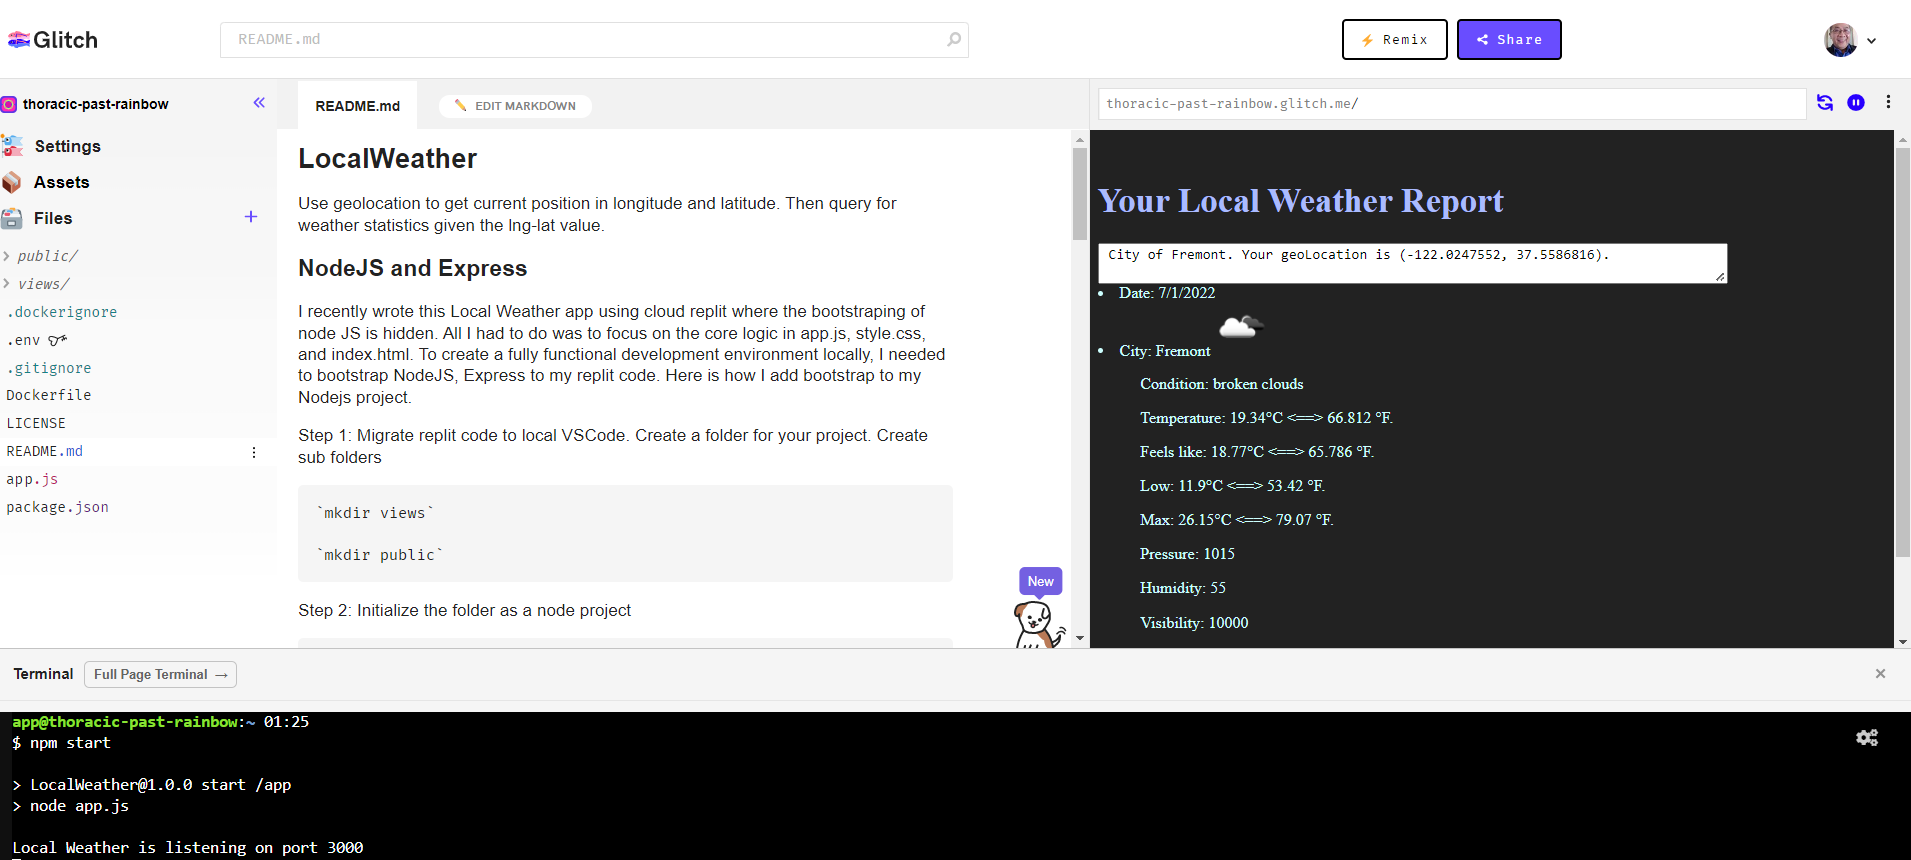 Glitch
README.md
Remix
Share
thoracic-past-rainbow
Settings
Assets
Files
public/
views/
.dockerignore
.env
.gitignore
Dockerfile
LICENSE
README.md
app.js
package.json
README.md
EDIT MARKDOWN
LocalWeather
Use geolocation to get current position in longitude and latitude. Then query for
weather statistics given the lng-lat value.
NodeJS and Express
I recently wrote this Local Weather app using cloud replit where the bootstraping of
node JS is hidden. All I had to do was to focus on the core logic in app.js, style.css,
and index.html. To create a fully functional development environment locally, I needed
to bootstrap NodeJS, Express to my replit code. Here is how I add bootstrap to my
Nodejs project.
Step 1: Migrate replit code to local VSCode. Create a folder for your project. Create
sub folders
`mkdir views`
`mkdir public`
Step 2: Initialize the folder as a node project
New
thoracic-past-rainbow.glitch.me/
Your Local Weather Report
City of Fremont. Your geoLocation is (-122.0247552, 37.5586816).
Date: 7/1/2022
City: Fremont
Condition: broken clouds
Temperature: 19.34°C <==> 66.812 °F.
Feels like: 18.77°C <==> 65.786 °F.
Low: 11.9°C <==> 53.42 °F.
Max: 26.15°C <==> 79.07 °F.
Pressure: 1015
Humidity: 55
Visibility: 10000
Terminal
Full Page Terminal →
app@thoracic-past-rainbow:~ 01:25
$ npm start
> LocalWeather@1.0.0 start /app
> node app.js
Local Weather is listening on port 3000